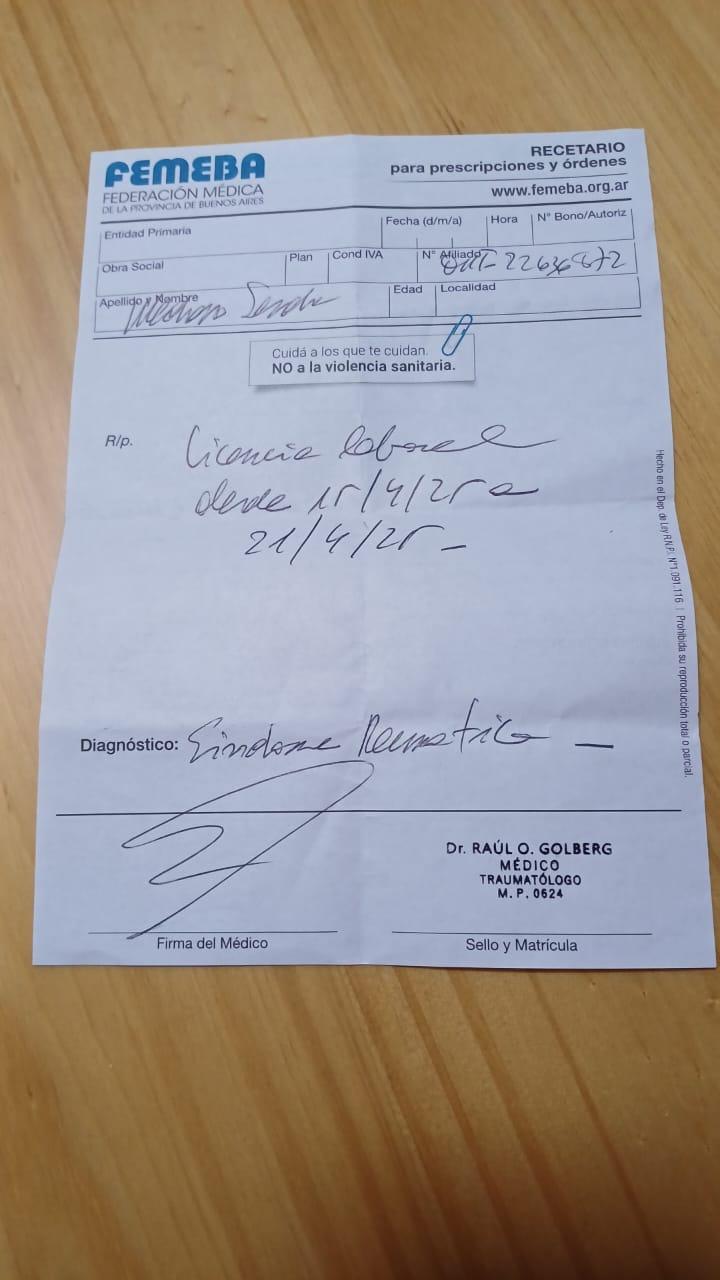 FEMEBA
FEDERACIÓN MÉDICA
DE LA PROVINCIA DE BUENOS AIRES
RECETARIO
para prescripciones y órdenes
www.femeba.org.ar
Entidad Primaria
Fecha (d/m/a)
Hora
N° Bono/Autoriz
Obra Social
Plan
Cond IVA
N° Afiliado
22636872
Apellido y Nombre
Edad
Localidad
Cuidá a los que te cuidan.
NO a la violencia sanitaria.
R/p.
Licencia laboral
desde 15/4/25 a
21/4/25 -
Diagnóstico: Sindome Reumatico -
Dr. RAÚL O. GOLBERG
MÉDICO
TRAUMATÓLOGO
M. P. 0624
Firma del Médico
Sello y Matrícula
Hecho en el Dep. de Ley R.N.P.I. N°1.091.116 | Prohibida su reproducción total o parcial.